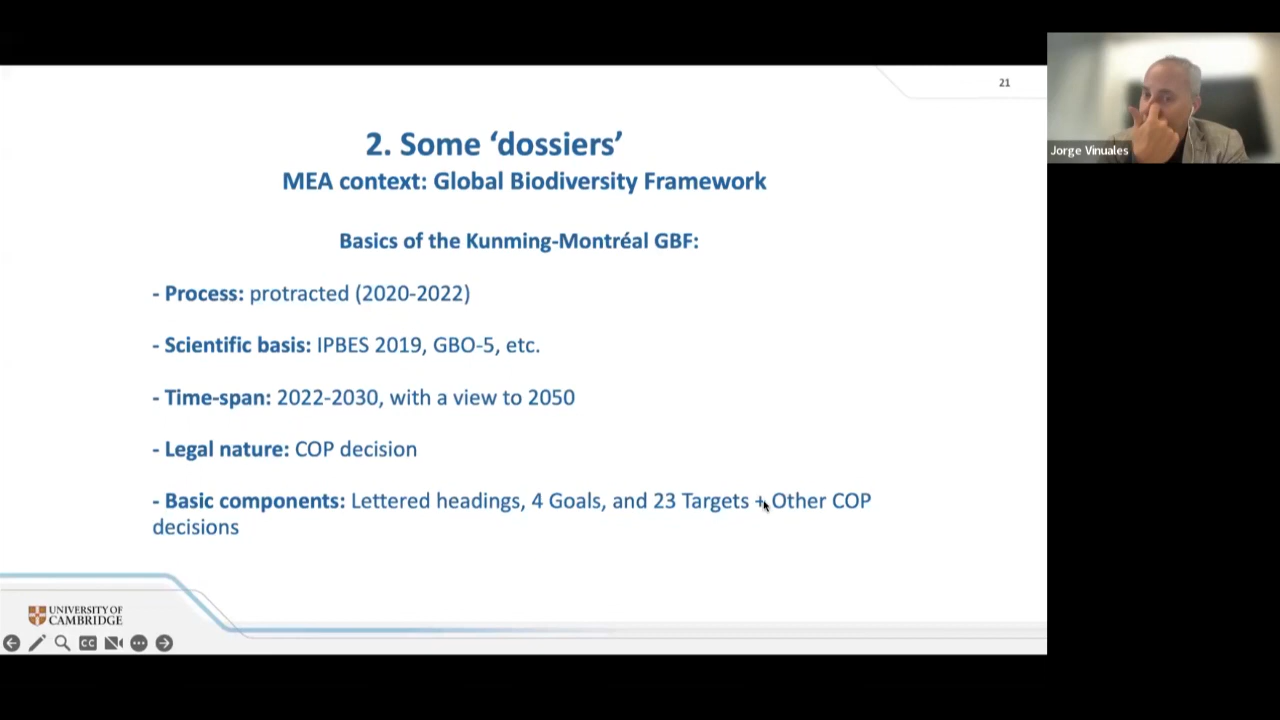 21
2. Some ‘dossiers’
MEA context: Global Biodiversity Framework
Basics of the Kunming-Montréal GBF:
- Process: protracted (2020-2022)
- Scientific basis: IPBES 2019, GBO-5, etc.
- Time-span: 2022-2030, with a view to 2050
- Legal nature: COP decision
- Basic components: Lettered headings, 4 Goals, and 23 Targets + Other COP
decisions
UNIVERSITY OF
CAMBRIDGE
CC
Jorge Vinuales